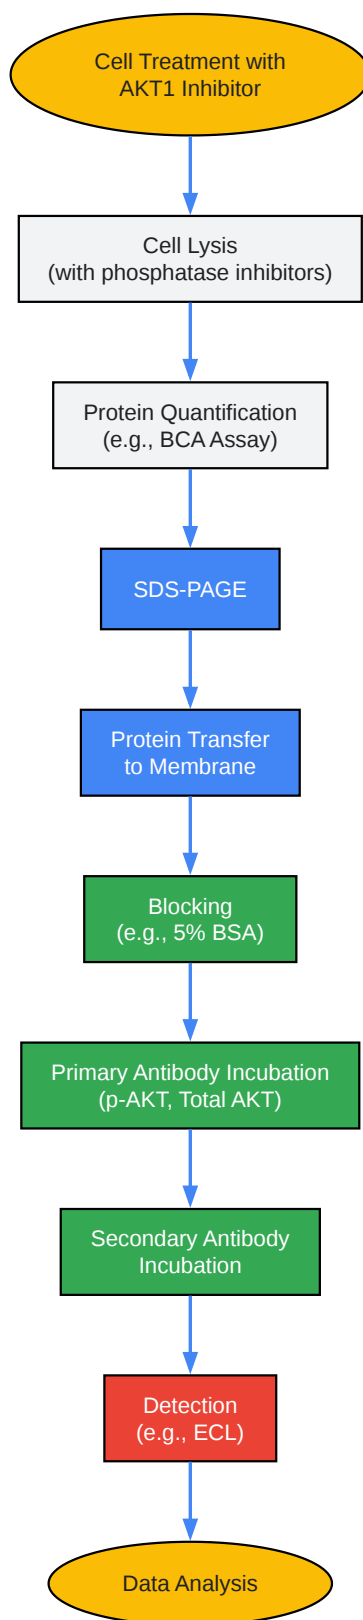 Cell Treatment with
AKT1 Inhibitor
Cell Lysis
(with phosphatase inhibitors)
Protein Quantification
(e.g., BCA Assay)
SDS-PAGE
Protein Transfer
to Membrane
Blocking
(e.g., 5% BSA)
Primary Antibody Incubation
(p-AKT, Total AKT)
Secondary Antibody
Incubation
Detection
(e.g., ECL)
Data Analysis